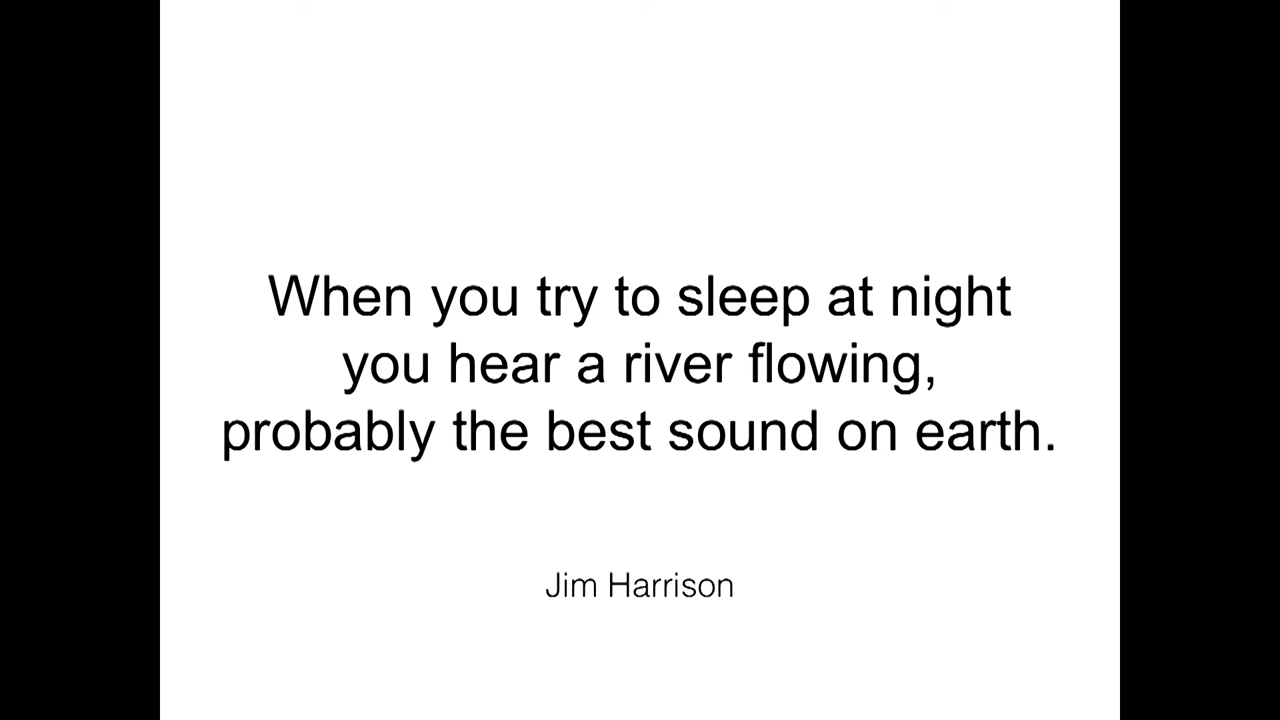 When you try to sleep at night
you hear a river flowing,
probably the best sound on earth.
Jim Harrison